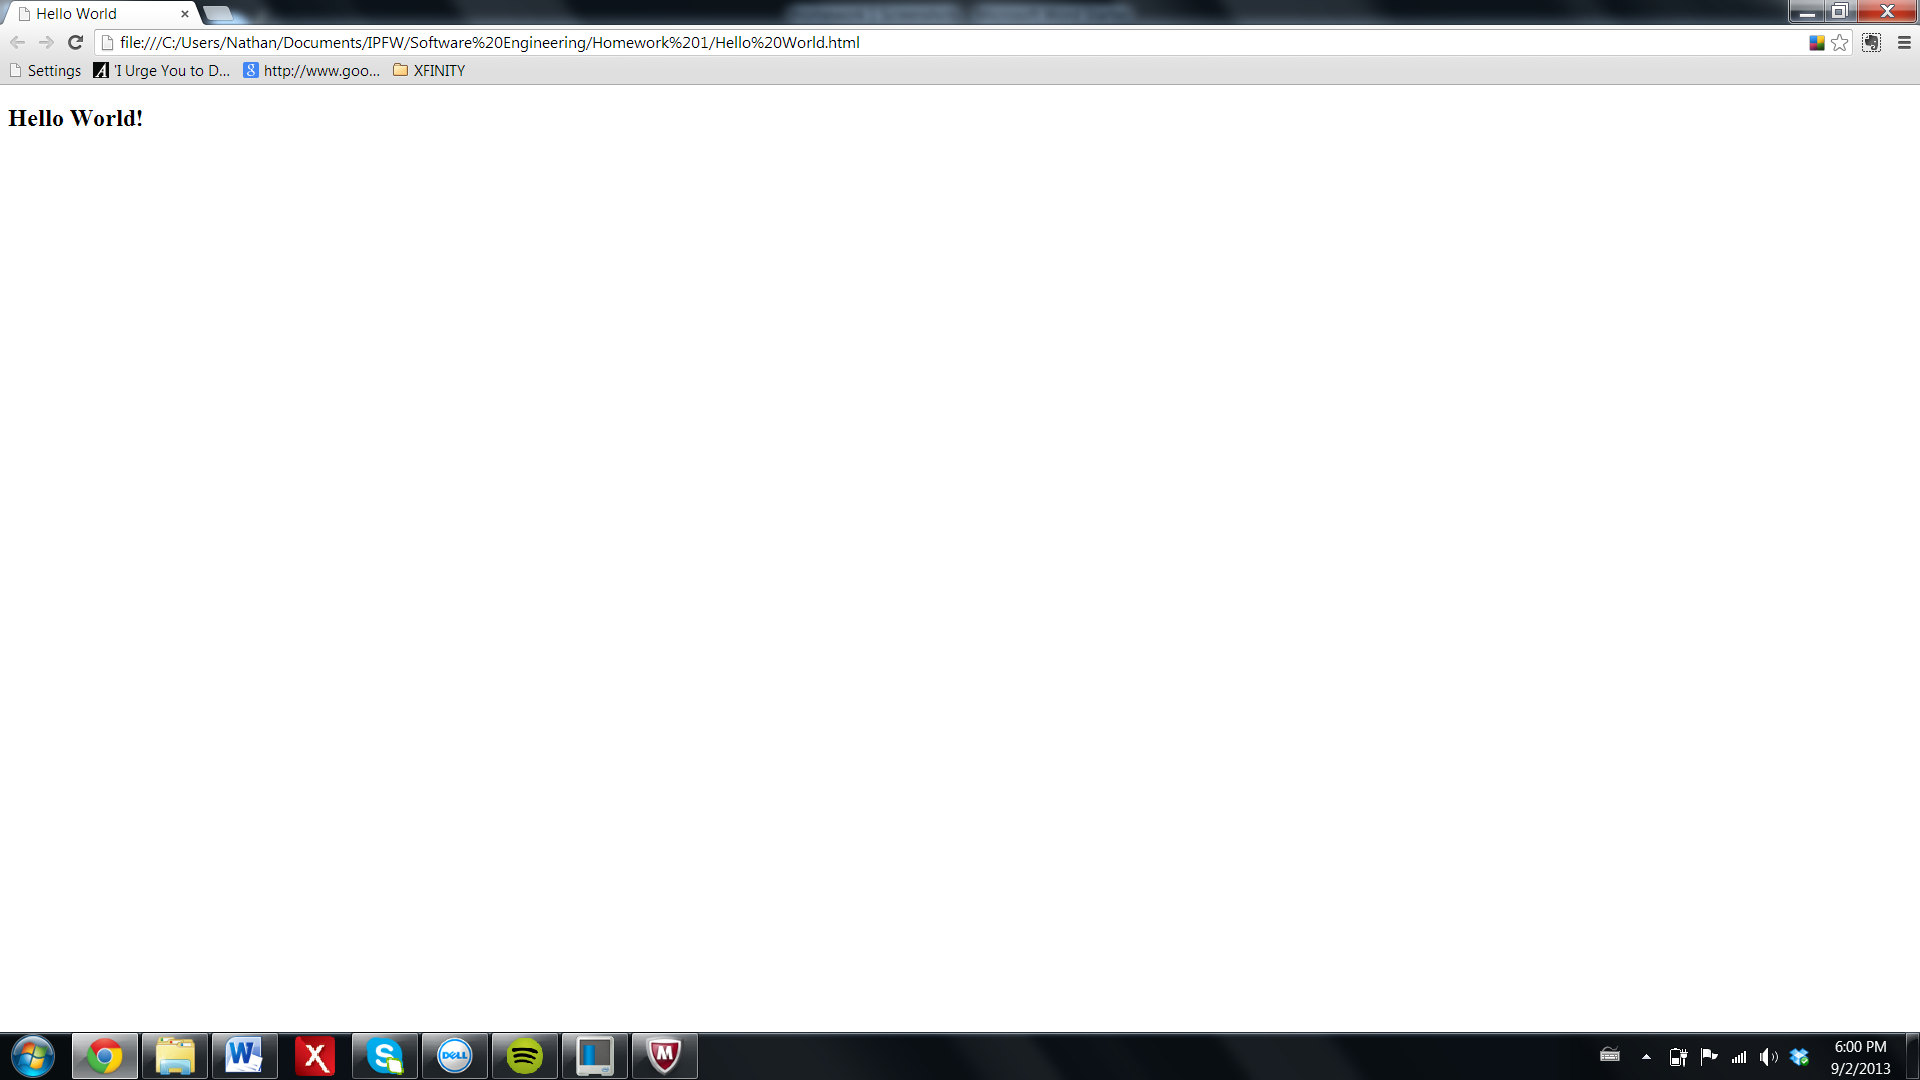 Hello World
file:///C:/Users/Nathan/Documents/IPFW/Software%20Engineering/Homework%201/Hello%20World.html
Settings 'I Urge You to D... http://www.goo... XFINITY
Hello World!
DELL
6:00 PM
9/2/2013